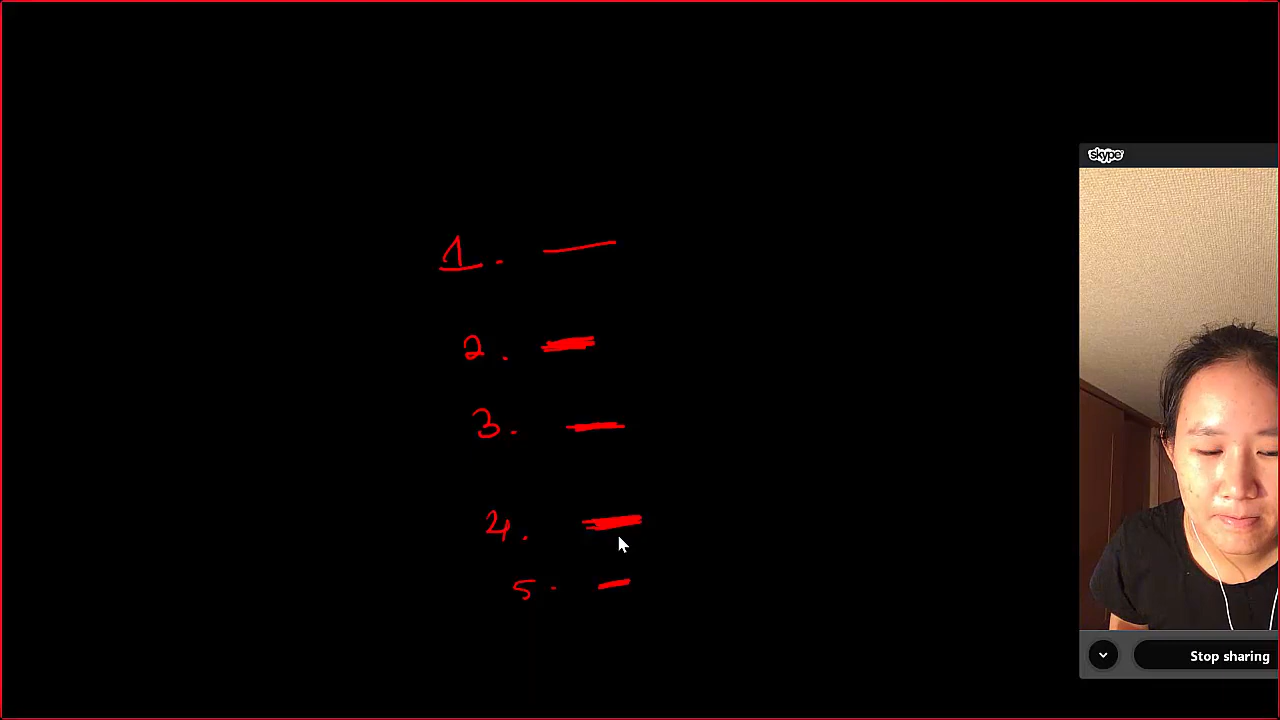 skype
1. —
2. —
3. —
4. —
5. —
Stop sharing